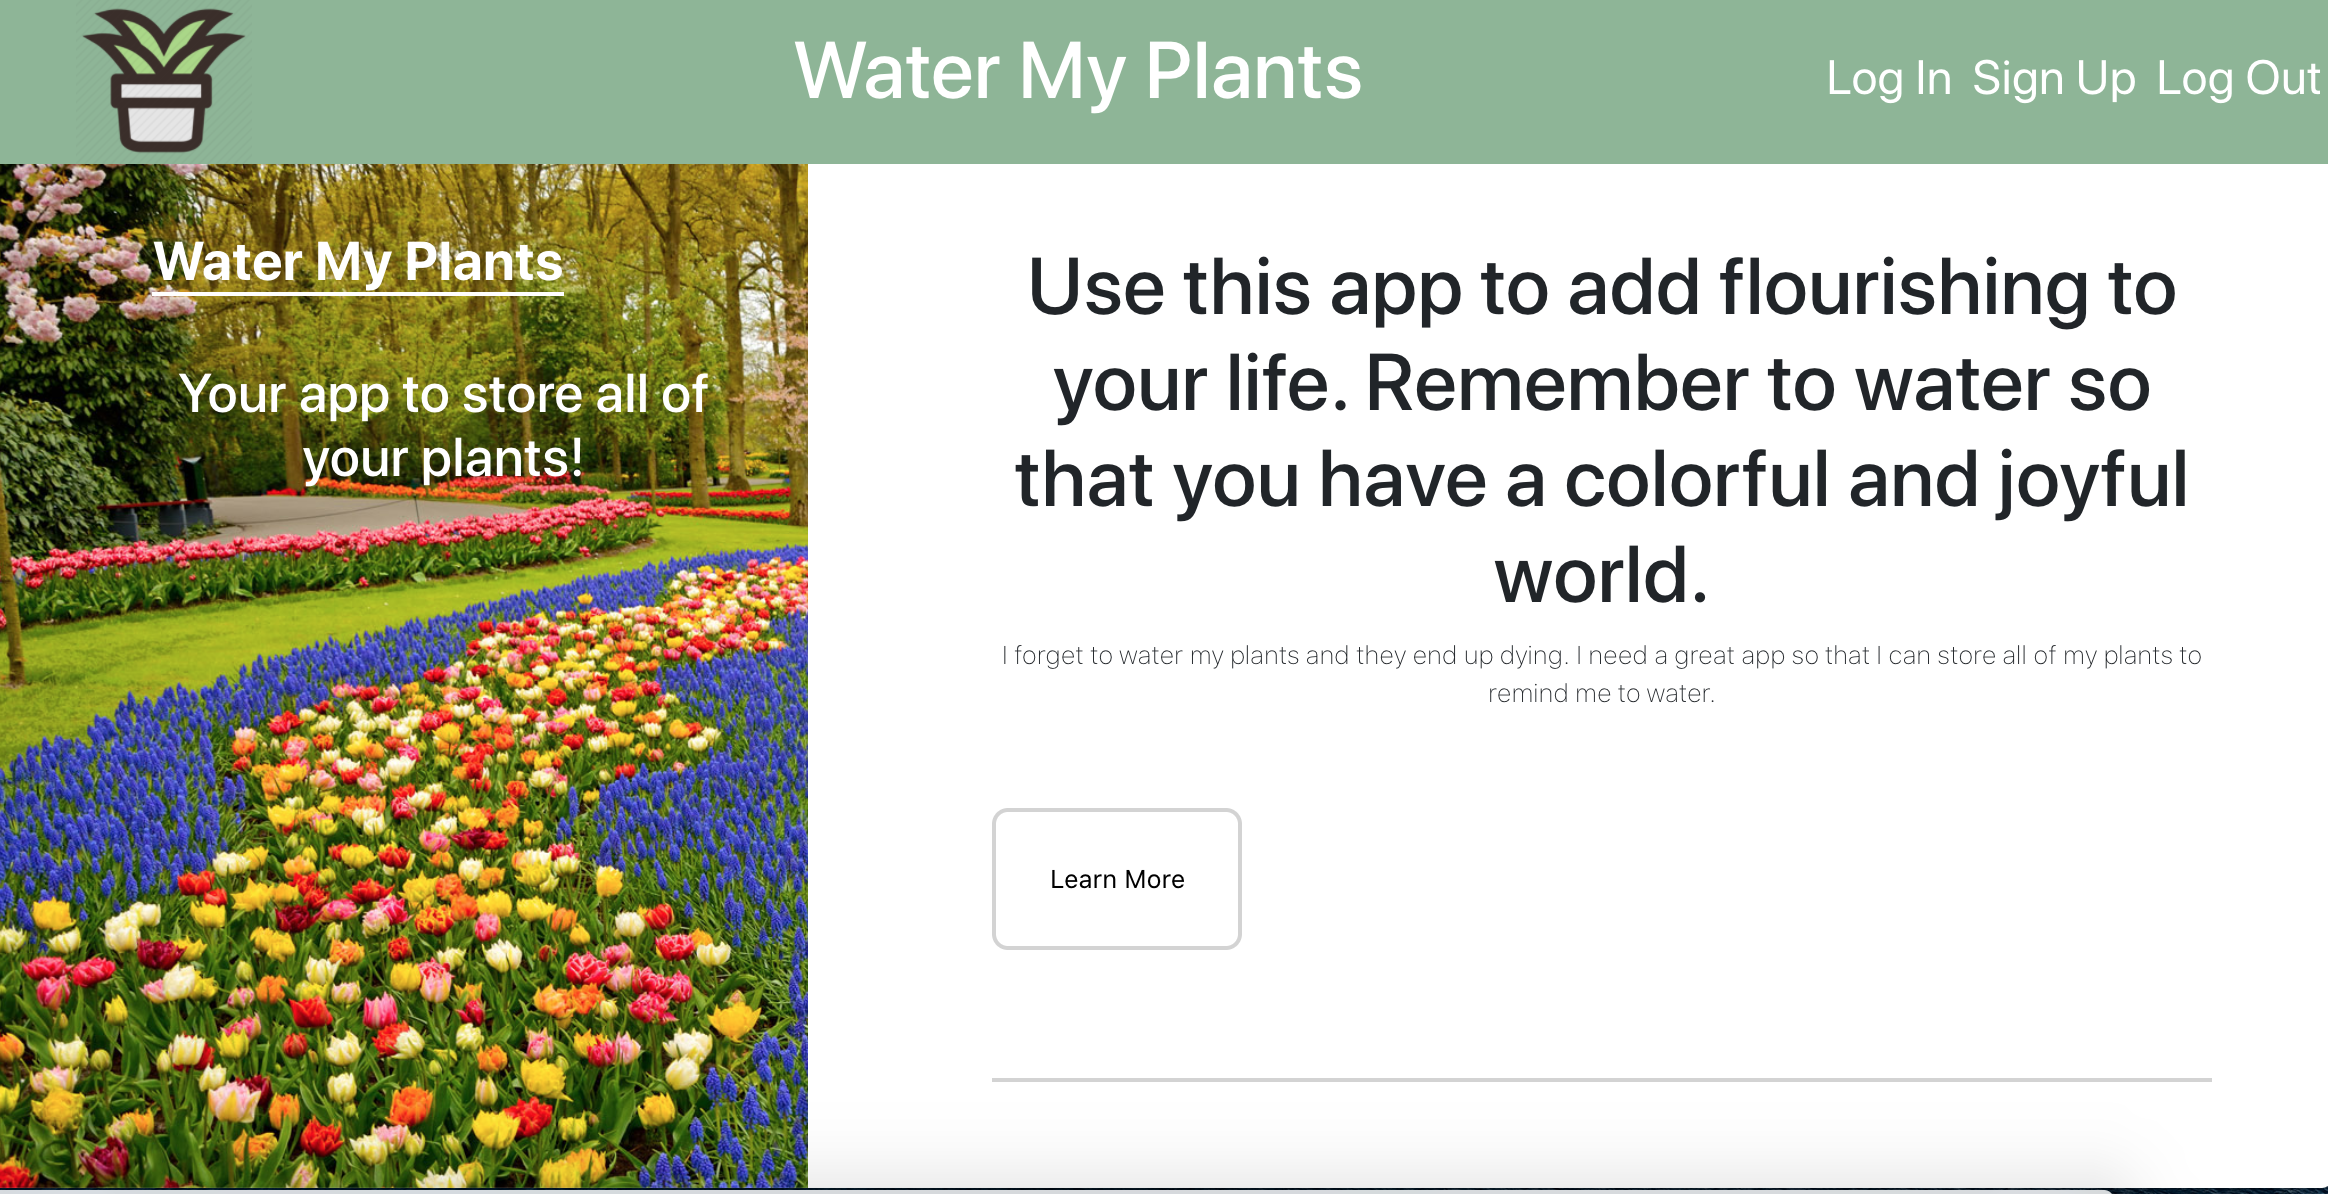 Water My Plants
Log In Sign Up Log Out
Water My Plants
Your app to store all of
your plants!
Use this app to add flourishing to
your life. Remember to water so
that you have a colorful and joyful
world.
I forget to water my plants and they end up dying. I need a great app so that I can store all of my plants to
remind me to water.
Learn More